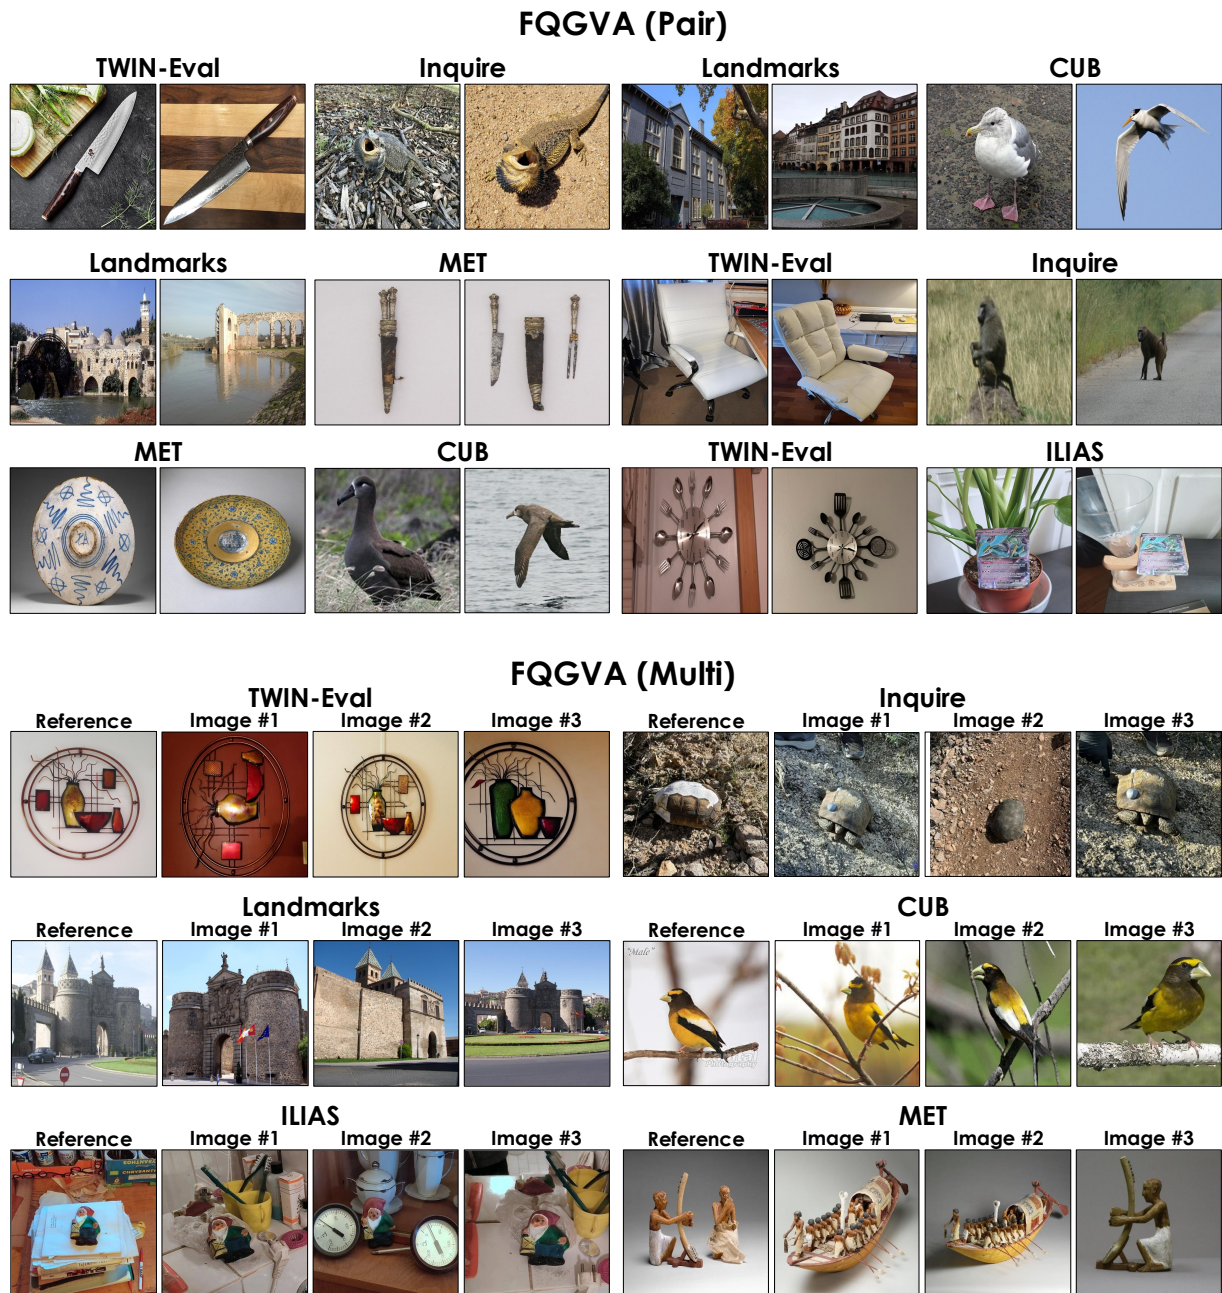 FQGVA (Pair)
TWIN-Eval Inquire Landmarks CUB
Landmarks MET TWIN-Eval Inquire
MET CUB TWIN-Eval ILIAS
FQGVA (Multi)
TWIN-Eval Inquire
Reference Image #1 Image #2 Image #3 Reference Image #1 Image #2 Image #3
Landmarks CUB
Reference Image #1 Image #2 Image #3 Reference Image #1 Image #2 Image #3
"Male"
Photography
ILIAS MET
Reference Image #1 Image #2 Image #3 Reference Image #1 Image #2 Image #3